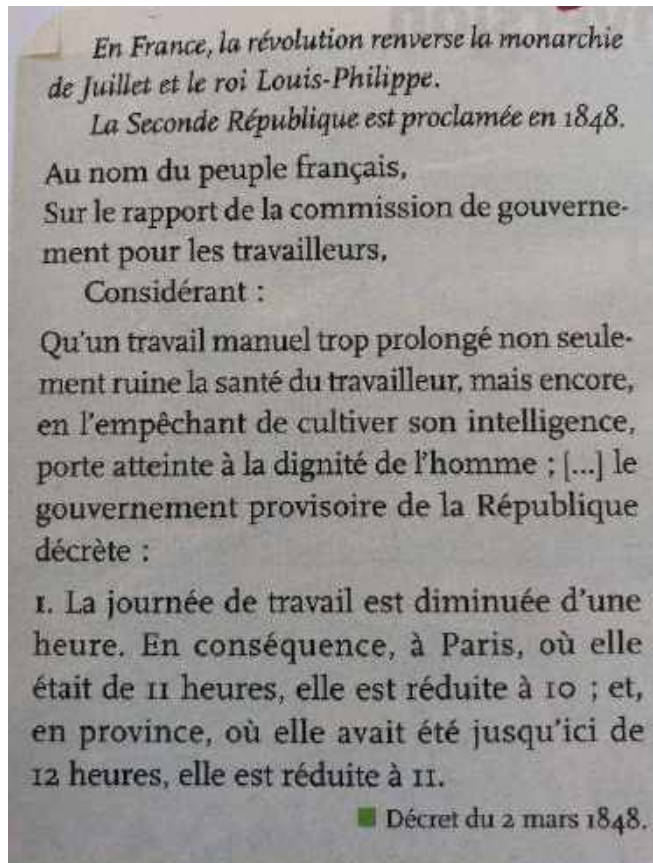 En France, la révolution renverse la monarchie
de Juillet et le roi Louis-Philippe.
La Seconde République est proclamée en 1848.
Au nom du peuple français,
Sur le rapport de la commission de gouverne-
ment pour les travailleurs,
Considérant :
Qu'un travail manuel trop prolongé non seule-
ment ruine la santé du travailleur, mais encore,
en l'empêchant de cultiver son intelligence,
porte atteinte à la dignité de l'homme ; [...] le
gouvernement provisoire de la République
décrète :
1. La journée de travail est diminuée d'une
heure. En conséquence, à Paris, où elle
était de 11 heures, elle est réduite à 10 ; et,
en province, où elle avait été jusqu'ici de
12 heures, elle est réduite à 11.
Décret du 2 mars 1848.